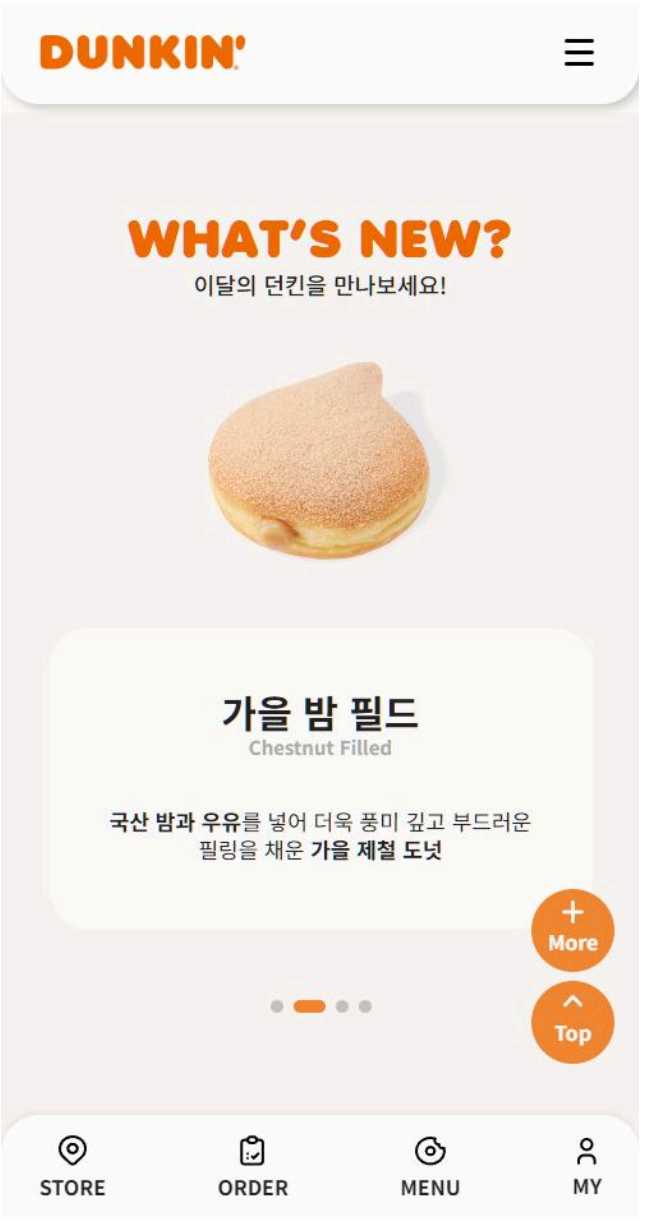 DUNKIN'
WHAT'S NEW?
이달의 던킨을 만나보세요!
가을 밤 필드
Chestnut Filled
국산 밤과 우유를 넣어 더욱 풍미 깊고 부드러운
필링을 채운 가을 제철 도넛
More
Top
STORE
ORDER
MENU
MY